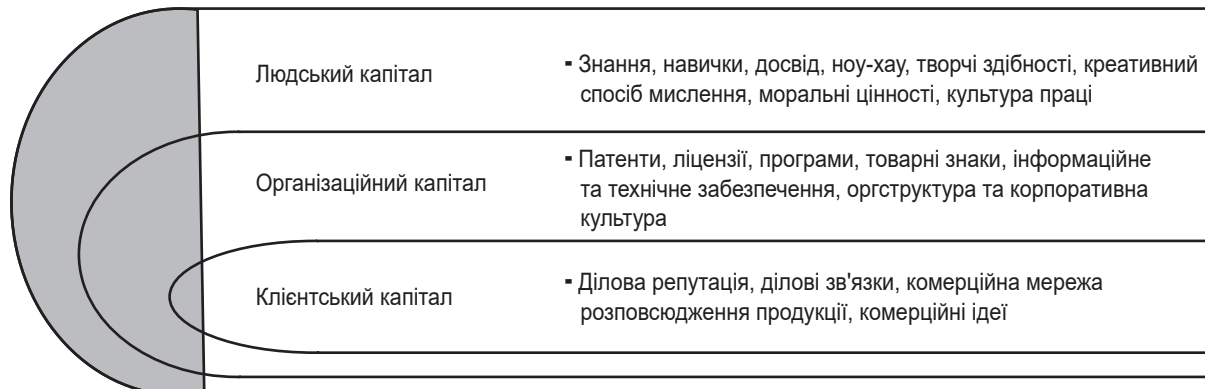 Людський капітал
- Знання, навички, досвід, ноу-хау, творчі здібності, креативний
спосіб мислення, моральні цінності, культура праці
Організаційний капітал
- Патенти, ліцензії, програми, товарні знаки, інформаційне
та технічне забезпечення, оргструктура та корпоративна
культура
Клієнтський капітал
- Ділова репутація, ділові зв'язки, комерційна мережа
розповсюдження продукції, комерційні ідеї